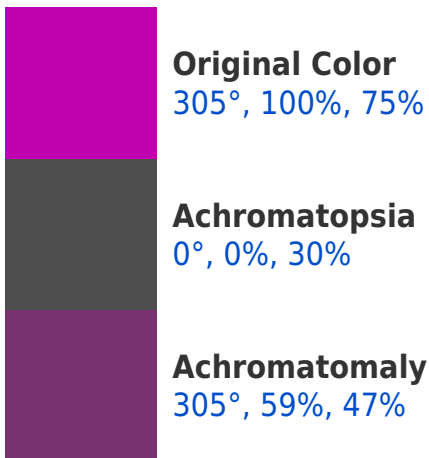 Original Color
305°, 100%, 75%
Achromatopsia
0°, 0%, 30%
Achromatomaly
305°, 59%, 47%